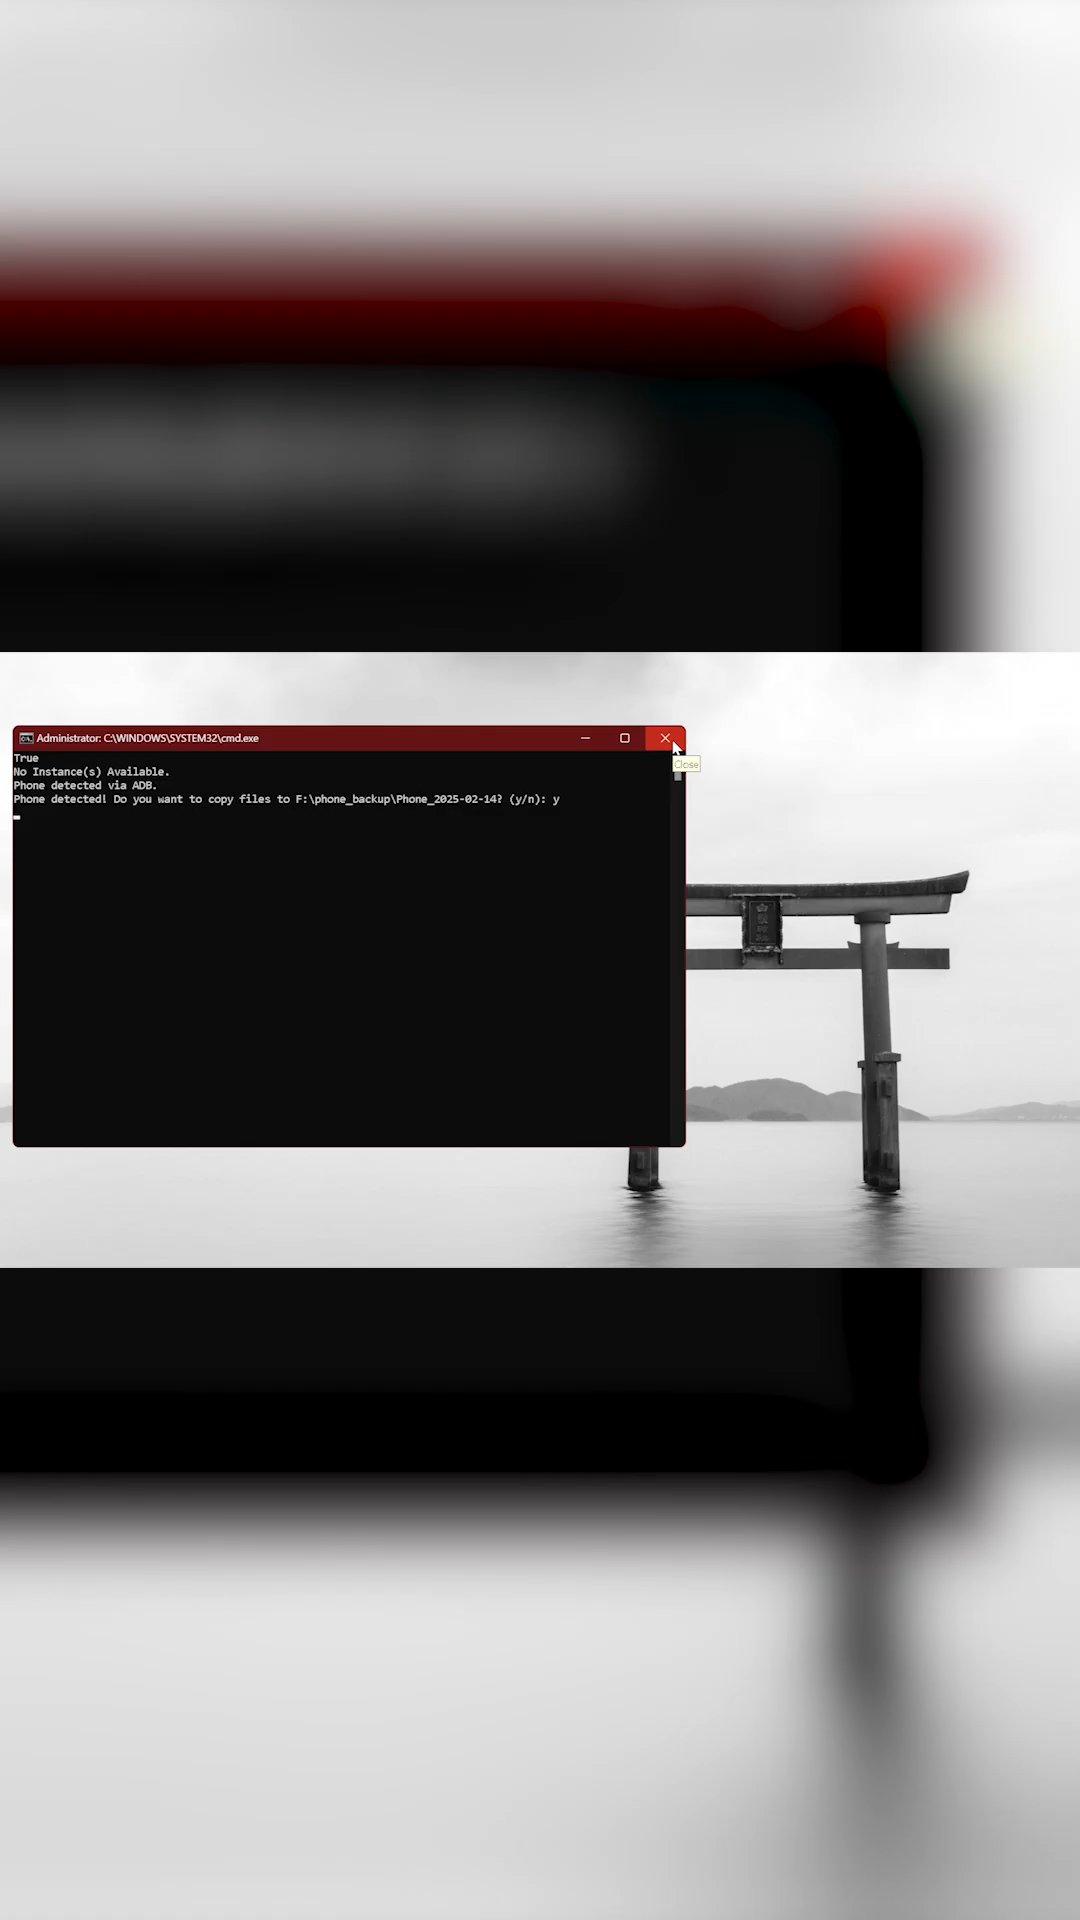 Administrator: C:\WINDOWS\SYSTEM32\cmd.exe
Close
True
No Instance(s) Available.
Phone detected via ADB.
Phone detected! Do you want to copy files to F:\phone_backup\Phone_2025-02-14? (y/n): y